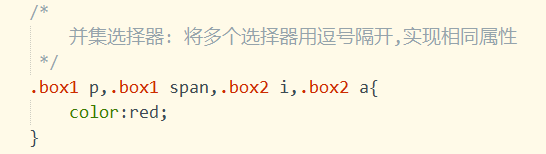 /*
并集选择器: 将多个选择器用逗号隔开,实现相同属性
*/
.box1 p,.box1 span,.box2 i,.box2 a{
color:red;
}